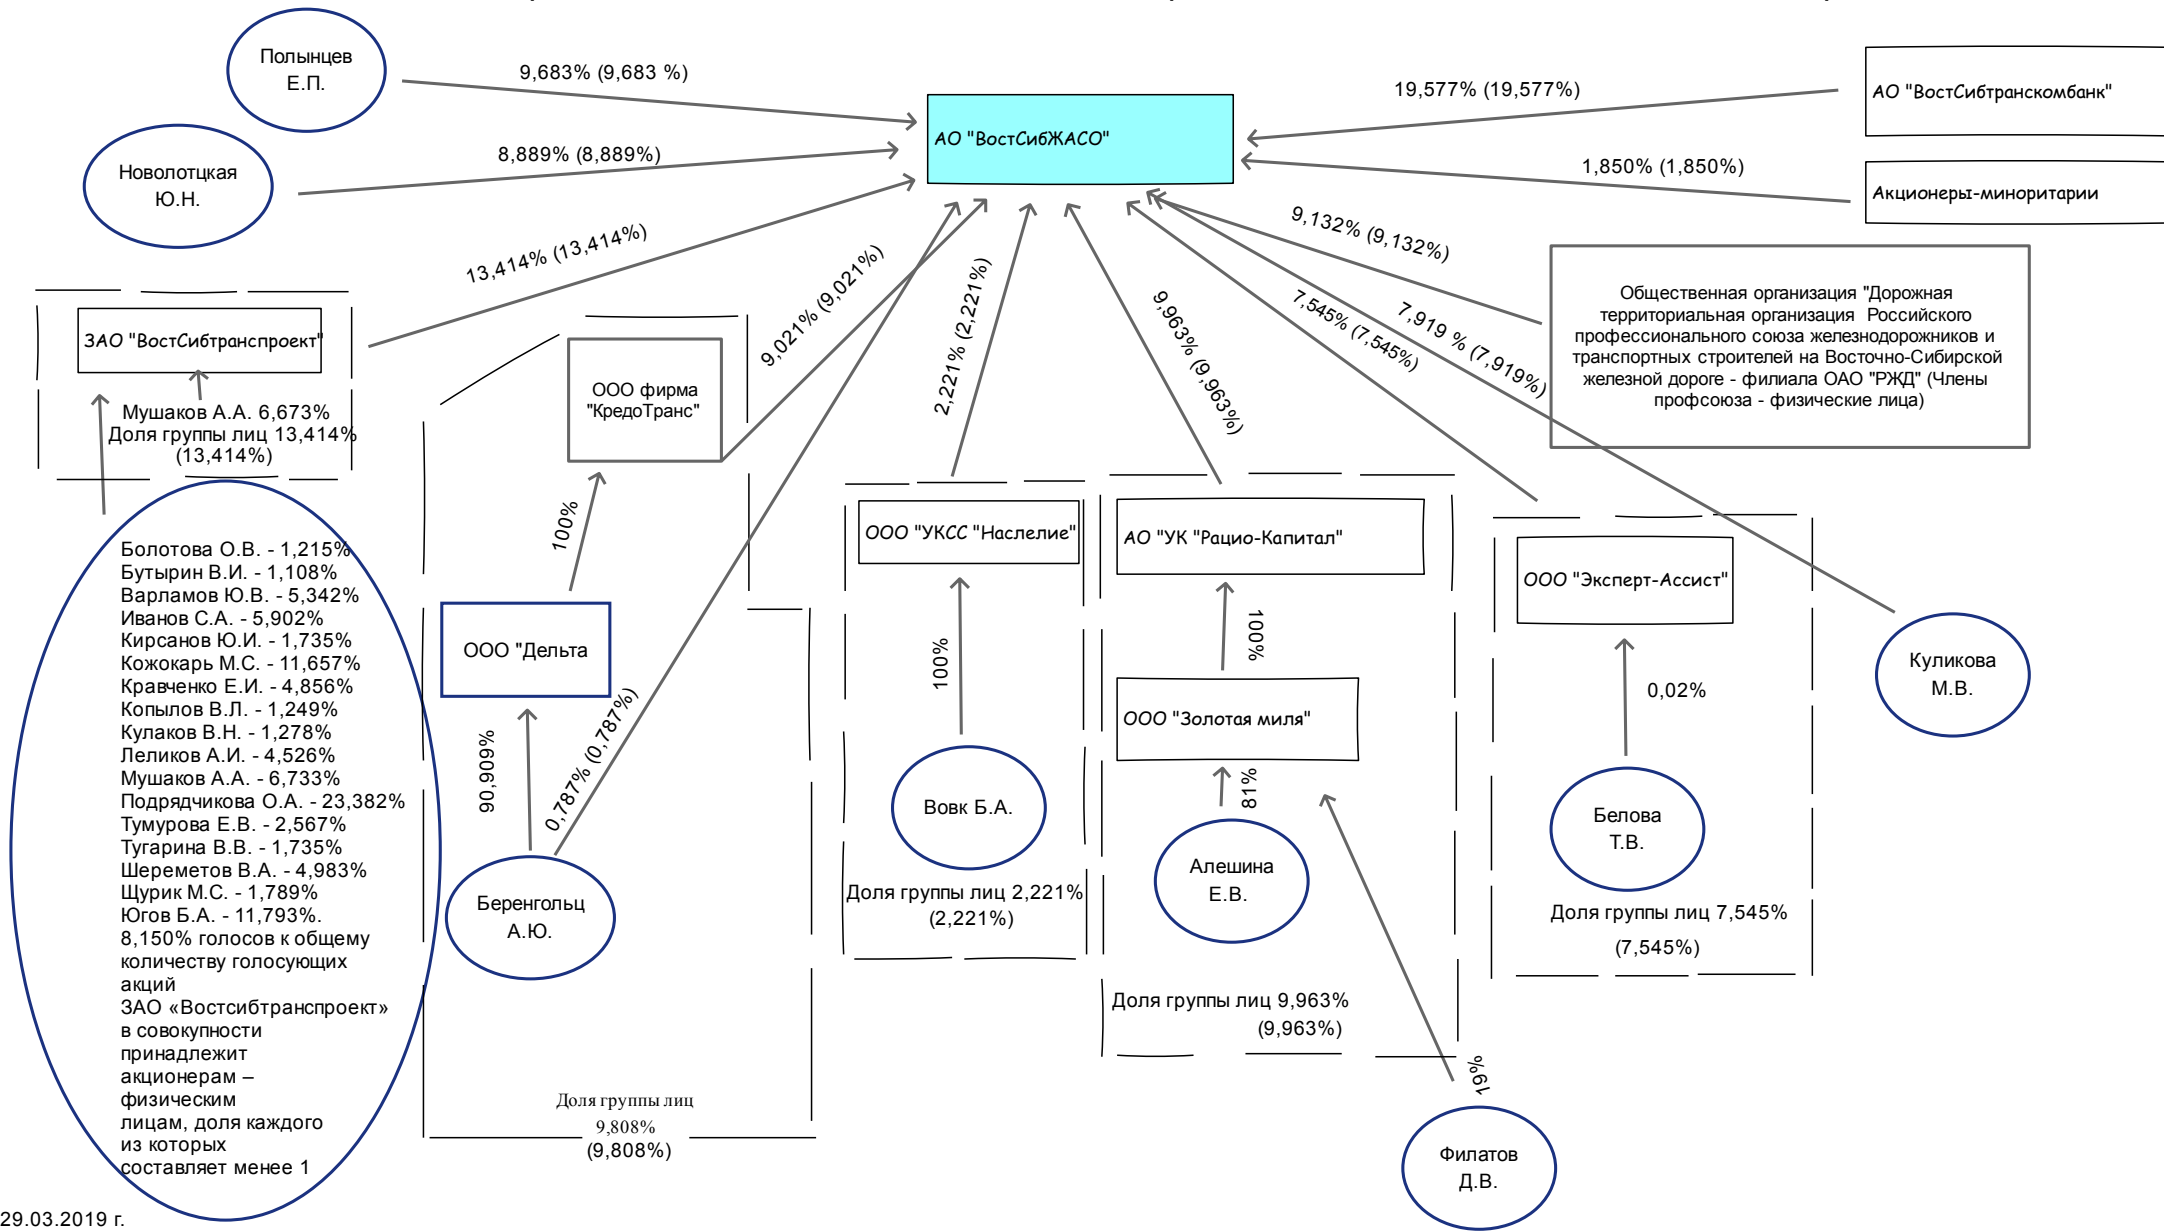 Полынцев
Е.П.
9,683% (9,683 %)
АО "ВостСибЖАСО"
19,577% (19,577%)
АО "ВостСибтранскомбанк"
Новолотцкая
Ю.Н.
8,889% (8,889%)
1,850% (1,850%)
Акционеры-миноритарии
13,414% (13,414%)
9,021% (9,021%)
2,221% (2,221%)
9,963% (9,963%)
7,545% (7,545%)
7,919 % (7,919%)
9,132% (9,132%)
Общественная организация "Дорожная
территориальная организация Российского
профессионального союза железнодорожников и
транспортных строителей на Восточно-Сибирской
железной дороге - филиала ОАО "РЖД" (Члены
профсоюза - физические лица)
ЗАО "ВостСибтранспроект"
Мушаков А.А. 6,673%
Доля группы лиц 13,414%
(13,414%)
Болотова О.В. - 1,215%
Бутырин В.И. - 1,108%
Варламов Ю.В. - 5,342%
Иванов С.А. - 5,902%
Кирсанов Ю.И. - 1,735%
Кожокарь М.С. - 11,657%
Кравченко Е.И. - 4,856%
Копылов В.Л. - 1,249%
Кулаков В.Н. - 1,278%
Леликов А.И. - 4,526%
Мушаков А.А. - 6,733%
Подрядчикова О.А. - 23,382%
Тумурова Е.В. - 2,567%
Тугарина В.В. - 1,735%
Шереметов В.А. - 4,983%
Щурик М.С. - 1,789%
Югов Б.А. - 11,793%.
8,150% голосов к общему
количеству голосующих
акций
ЗАО «Востсибтранспроект»
в совокупности
принадлежит
акционерам –
физическим
лицам, доля каждого
из которых
составляет менее 1
ООО фирма
"КредоТранс"
100%
ООО "Дельта
90,909%
0,787% (0,787%)
Беренгольц
А.Ю.
Доля группы лиц
9,808%
(9,808%)
ООО "УКСС "Наслелие"
100%
Вовк Б.А.
Доля группы лиц 2,221%
(2,221%)
АО "УК "Рацио-Капитал"
100%
ООО "Золотая миля"
81%
Алешина
Е.В.
Доля группы лиц 9,963%
(9,963%)
19%
Филатов
Д.В.
ООО "Эксперт-Ассист"
0,02%
Белова
Т.В.
Доля группы лиц 7,545%
(7,545%)
Куликова
М.В.
29.03.2019 г.